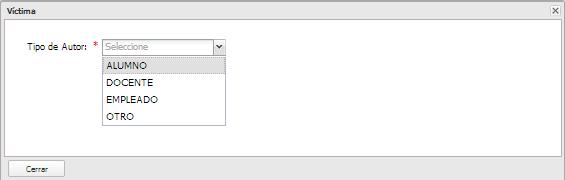 Víctima
Tipo de Autor: * Seleccione
ALUMNO
DOCENTE
EMPLEADO
OTRO
Cerrar